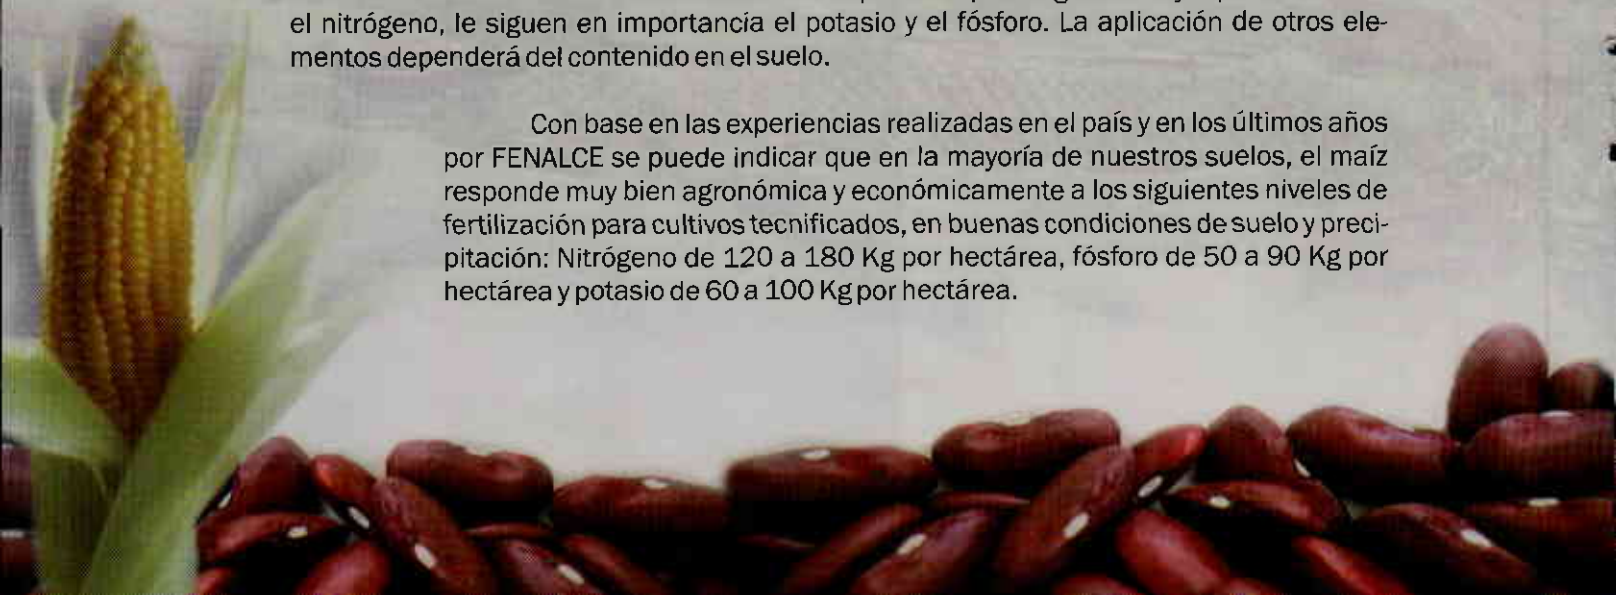 el nitrógeno, le siguen en importancia el potasio y el fósforo. La aplicación de otros ele-
mentos dependerá del contenido en el suelo.
Con base en las experiencias realizadas en el país y en los últimos años
por FENALCE se puede indicar que en la mayoría de nuestros suelos, el maíz
responde muy bien agronómica y económicamente a los siguientes niveles de
fertilización para cultivos tecnificados, en buenas condiciones de suelo y preci-
pitación: Nitrógeno de 120 a 180 Kg por hectárea, fósforo de 50 a 90 Kg por
hectárea y potasio de 60 a 100 Kg por hectárea.